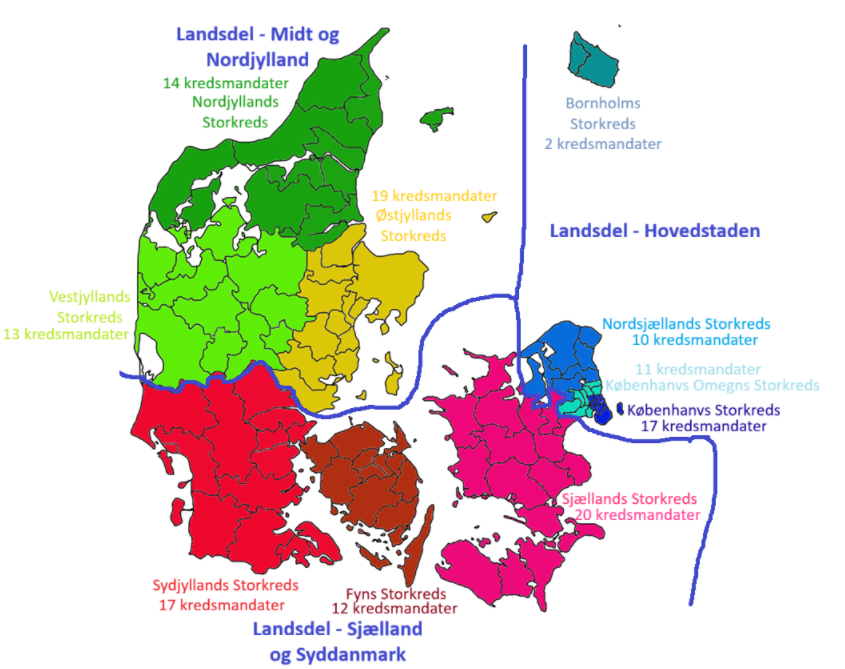 Landsdel - Midt og
Nordjylland
14 kredsmandater
Nordjyllands
Storkreds
Bornholms
Storkreds
2 kredsmandater
19 kredsmandater
Østjyllands
Storkreds
Landsdel - Hovedstaden
Vestjyllands
Storkreds
13 kredsmandater
Nordsjællands Storkreds
10 kredsmandater
11 kredsmandater
Københanvs Omegns Storkreds
Københanvs Storkreds
17 kredsmandater
Sjællands Storkreds
20 kredsmandater
Sydjyllands Storkreds
17 kredsmandater
Fyns Storkreds
12 kredsmandater
Landsdel - Sjælland
og Syddanmark